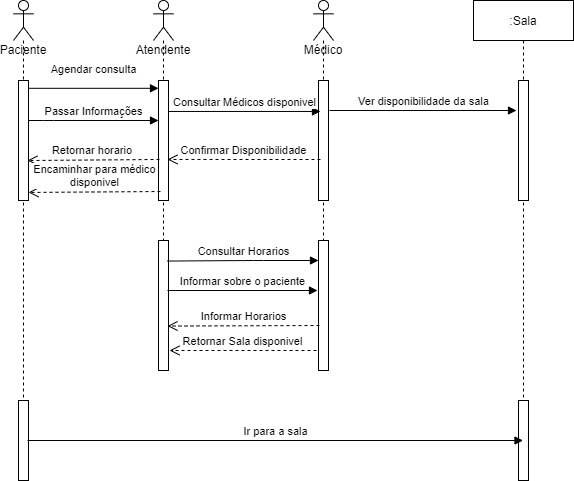 Paciente
Atendente
Médico
:Sala
Agendar consulta
Passar Informações
Consultar Médicos disponivel
Ver disponibilidade da sala
Retornar horario
Confirmar Disponibilidade
Encaminhar para médico
disponivel
Consultar Horarios
Informar sobre o paciente
Informar Horarios
Retornar Sala disponivel
Ir para a sala